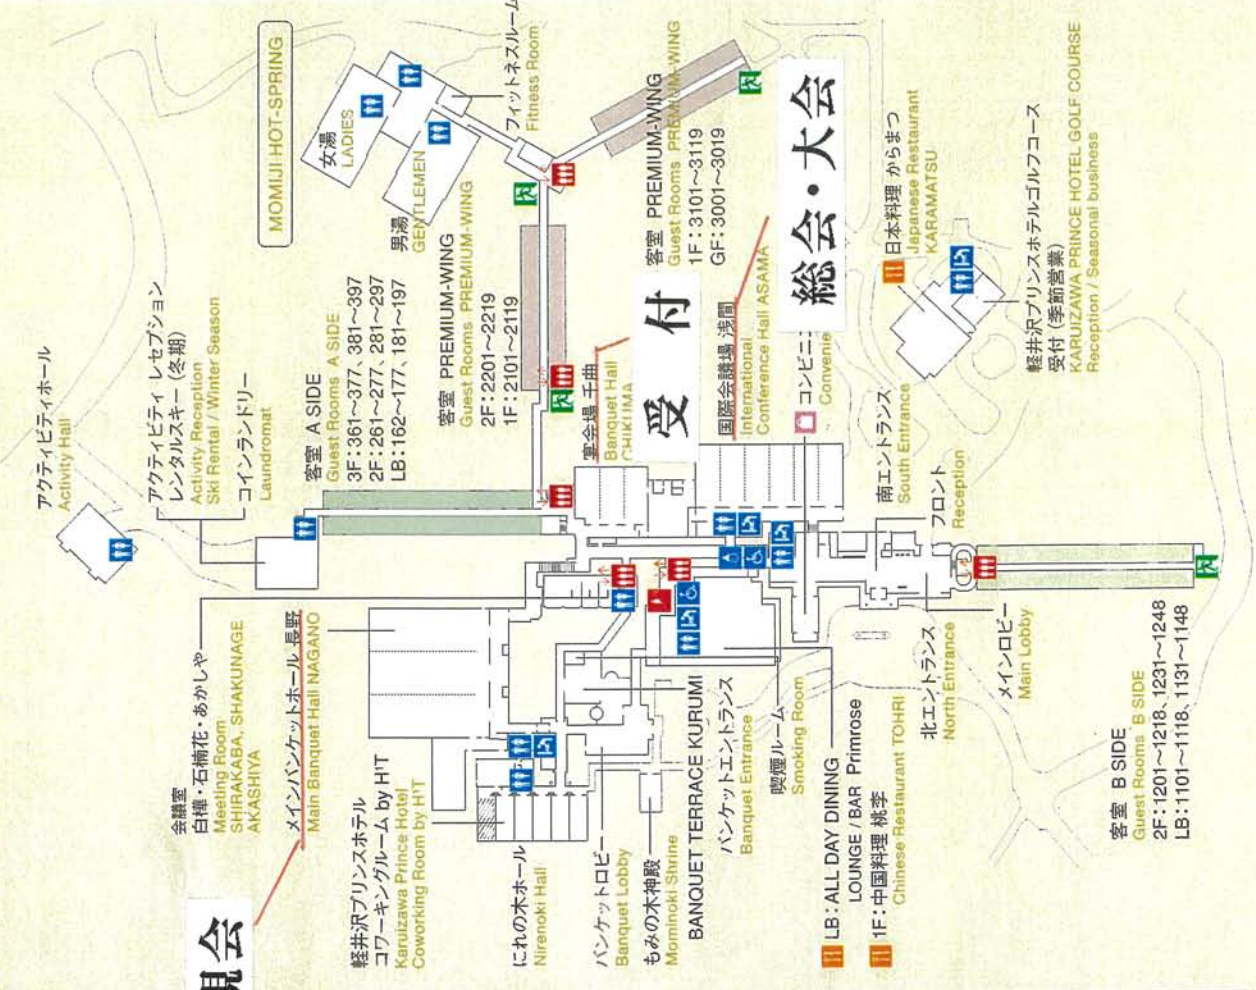 アクティビティホール
Activity Hall
アクティビティ レセプション
レンタルスキー (冬期)
Activity Reception
Ski Rental / Winter Season
コインランドリー
Laundromat
MOMIJI HOT-SPRING
女湯
LADIES
男湯
GENTLEMEN
フィットネスルーム
Fitness Room
客室 A SIDE
Guest Rooms A SIDE
3F:361〜377、381〜397
2F:261〜277、281〜297
LB:162〜177、181〜197
客室 PREMIUM-WING
Guest Rooms PREMIUM-WING
2F:2201〜2219
1F:2101〜2119
客室 PREMIUM-WING
Guest Rooms PREMIUM-WING
1F:3101〜3119
GF:3001〜3019
会議室
白樺・石楠花・あかしや
Meeting Room
SHIRAKABA, SHAKUNAGE
AKASHIYA
メインバンケットホール 長野
Main Banquet Hall NAGANO
宴会場 千曲
Banquet Hall
CHIKUMA
受 付
国際会議場 浅間
International
Conference Hall ASAMA
総会・大会
日本料理 からまつ
Japanese Restaurant
KARAMATSU
軽井沢プリンスホテルゴルフコース
受付 (季節営業)
KARUIZAWA PRINCE HOTEL GOLF COURSE
Reception / Seasonal business
コンビニ
Convenie
南エントランス
South Entrance
フロント
Reception
軽井沢プリンスホテル
コワーキングルーム by H¹T
Karuizawa Prince Hotel
Coworking Room by H¹T
にれの木ホール
Nirenoki Hall
バンケットロビー
Banquet Lobby
もみの木神殿
Mominoki Shrine
BANQUET TERRACE KURUMI
バンケットエントランス
Banquet Entrance
喫煙ルーム
Smoking Room
LB:ALL DAY DINING
LOUNGE / BAR Primrose
1F:中国料理 桃李
Chinese Restaurant TOHRI
北エントランス
North Entrance
メインロビー
Main Lobby
客室 B SIDE
Guest Rooms B SIDE
2F:1201〜1218、1231〜1248
LB:1101〜1118、1131〜1148